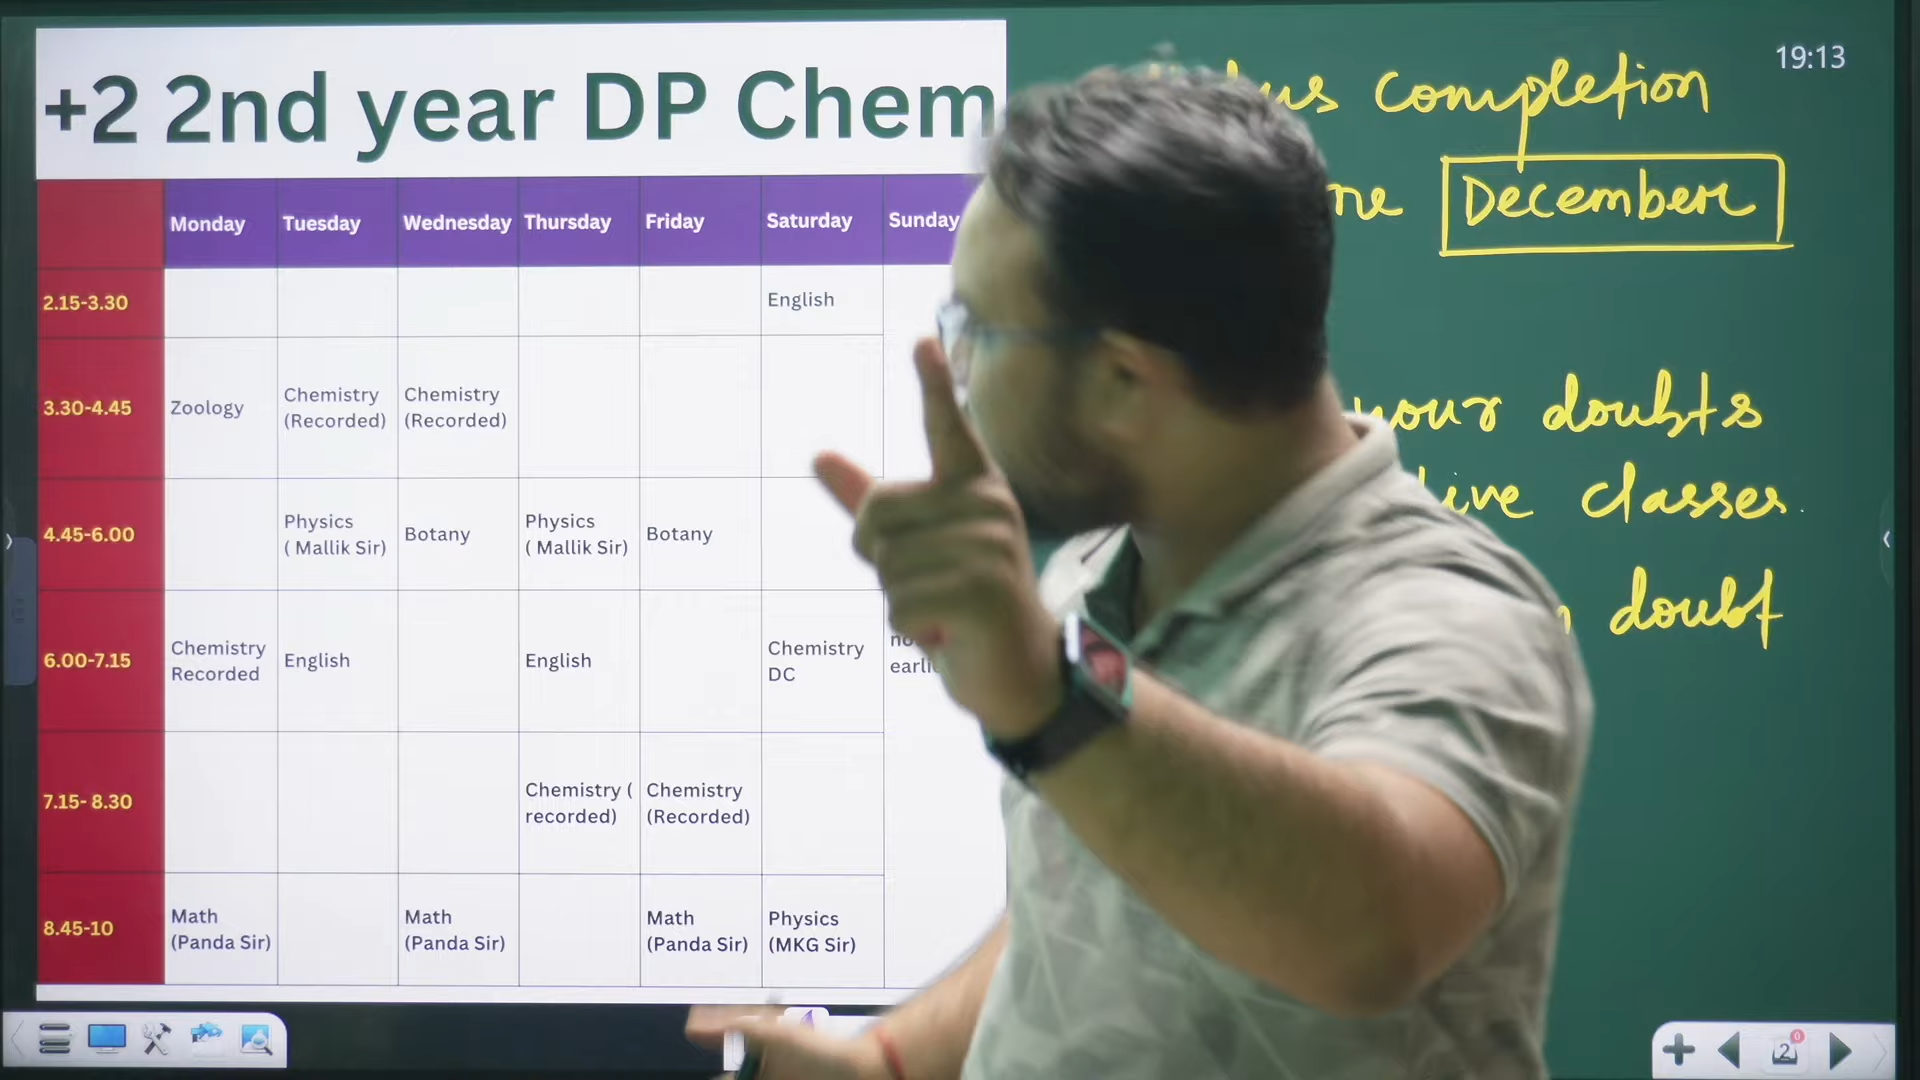 +2 2nd year DP Chem
19:13
completion
December
Monday Tuesday Wednesday Thursday Friday Saturday Sunday
2.15-3.30 English
3.30-4.45 Zoology Chemistry (Recorded) Chemistry (Recorded)
4.45-6.00 Physics ( Mallik Sir) Botany Physics ( Mallik Sir) Botany
6.00-7.15 Chemistry Recorded English English Chemistry DC
7.15- 8.30 Chemistry ( recorded) Chemistry (Recorded)
8.45-10 Math (Panda Sir) Math (Panda Sir) Math (Panda Sir) Physics (MKG Sir)
your doubts
live classes
doubt
2
0